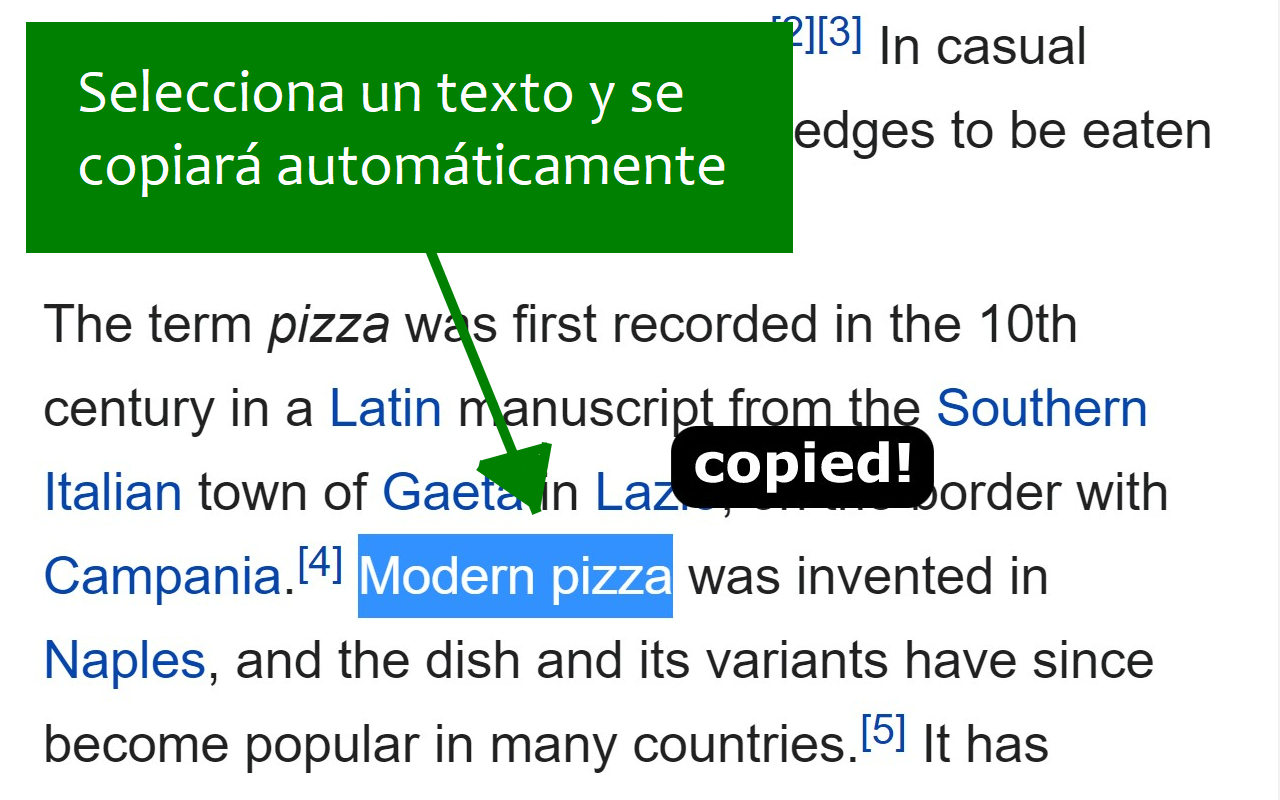 Selecciona un texto y se
copiará automáticamente
[2][3] In casual
edges to be eaten
The term pizza was first recorded in the 10th
century in a Latin manuscript from the Southern
Italian town of Gaeta in border with
copied!
Campania.[4] Modern pizza was invented in
Naples, and the dish and its variants have since
become popular in many countries.[5] It has